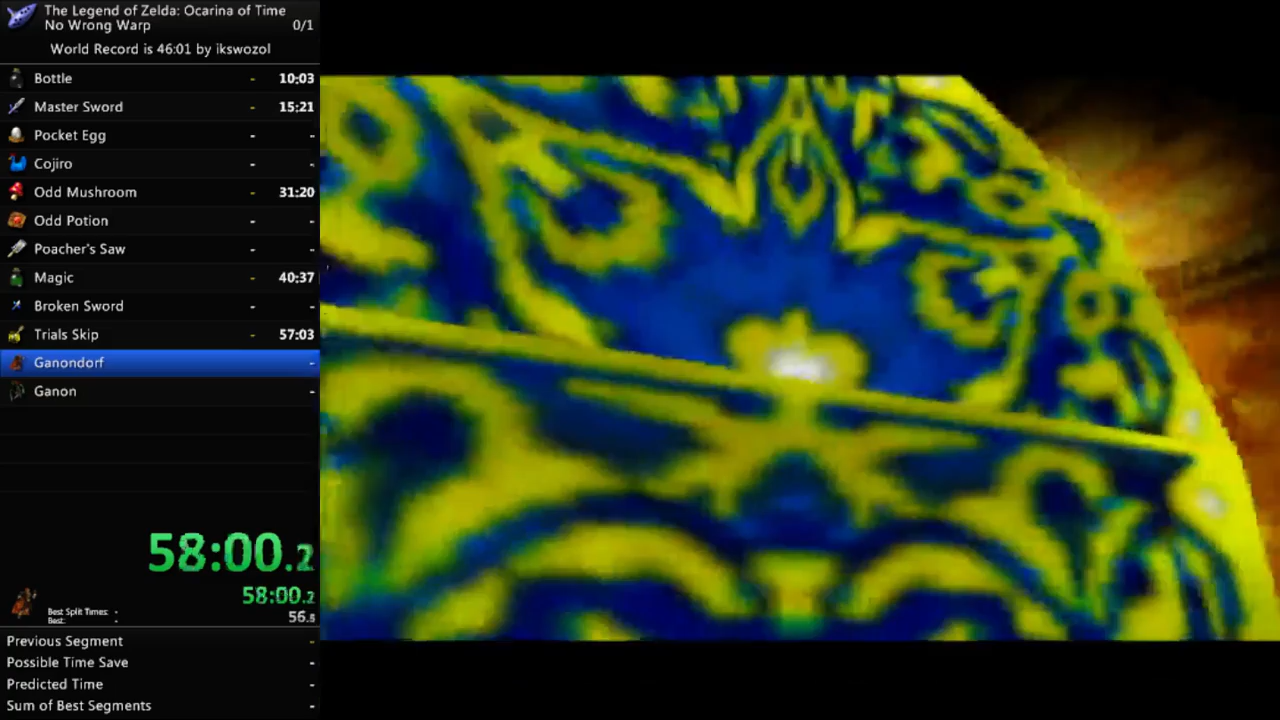 The Legend of Zelda: Ocarina of Time
No Wrong Warp 0/1
World Record is 46:01 by ikswozol
Bottle - 10:03
Master Sword - 15:21
Pocket Egg - -
Cojiro - -
Odd Mushroom - 31:20
Odd Potion - -
Poacher's Saw - -
Magic - 40:37
Broken Sword - -
Trials Skip - 57:03
Ganondorf -
Ganon -
58:00.2
58:00.2
Best Split Times: -
Best: -
56.5
Previous Segment -
Possible Time Save -
Predicted Time -
Sum of Best Segments -